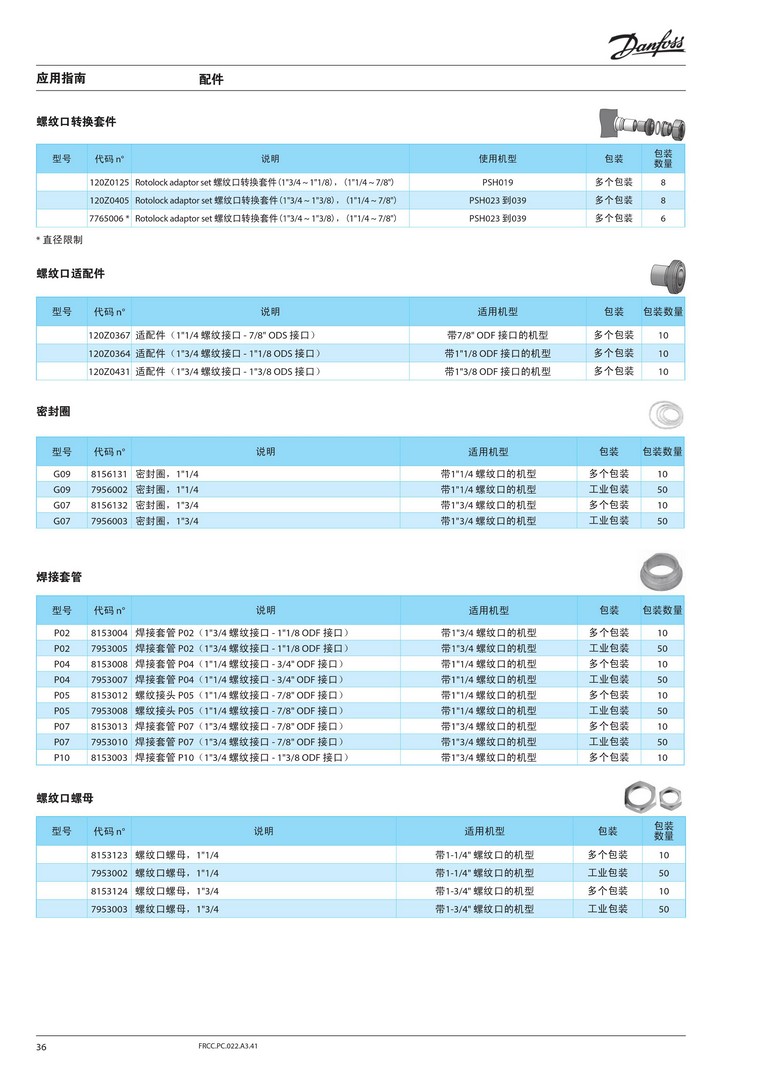 Danfoss
应用指南 配件
螺纹口转换套件
型号 代码 n° 说明 使用机型 包装 包装数量
120Z0125 Rotolock adaptor set 螺纹口转换套件(1"3/4 ~ 1"1/8)，(1"1/4 ~ 7/8") PSH019 多个包装 8
120Z0405 Rotolock adaptor set 螺纹口转换套件(1"3/4 ~ 1"3/8)，(1"1/4 ~ 7/8") PSH023 到039 多个包装 8
7765006 * Rotolock adaptor set 螺纹口转换套件(1"3/4 ~ 1"3/8)，(1"1/4 ~ 7/8") PSH023 到039 多个包装 6
* 直径限制
螺纹口适配件
型号 代码 n° 说明 适用机型 包装 包装数量
120Z0367 适配件（1"1/4 螺纹接口 - 7/8" ODS 接口） 带7/8" ODF 接口的机型 多个包装 10
120Z0364 适配件（1"3/4 螺纹接口 - 1"1/8 ODS 接口） 带1"1/8 ODF 接口的机型 多个包装 10
120Z0431 适配件（1"3/4 螺纹接口 - 1"3/8 ODS 接口） 带1"3/8 ODF 接口的机型 多个包装 10
密封圈
型号 代码 n° 说明 适用机型 包装 包装数量
G09 8156131 密封圈，1"1/4 带1"1/4 螺纹口的机型 多个包装 10
G09 7956002 密封圈，1"1/4 带1"1/4 螺纹口的机型 工业包装 50
G07 8156132 密封圈，1"3/4 带1"3/4 螺纹口的机型 多个包装 10
G07 7956003 密封圈，1"3/4 带1"3/4 螺纹口的机型 工业包装 50
焊接套管
型号 代码 n° 说明 适用机型 包装 包装数量
P02 8153004 焊接套管 P02（1"3/4 螺纹接口 - 1"1/8 ODF 接口） 带1"3/4 螺纹口的机型 多个包装 10
P02 7953005 焊接套管 P02（1"3/4 螺纹接口 - 1"1/8 ODF 接口） 带1"3/4 螺纹口的机型 工业包装 50
P04 8153008 焊接套管 P04（1"1/4 螺纹接口 - 3/4" ODF 接口） 带1"1/4 螺纹口的机型 多个包装 10
P04 7953007 焊接套管 P04（1"1/4 螺纹接口 - 3/4" ODF 接口） 带1"1/4 螺纹口的机型 工业包装 50
P05 8153012 螺纹接头 P05（1"1/4 螺纹接口 - 7/8" ODF 接口） 带1"1/4 螺纹口的机型 多个包装 10
P05 7953008 螺纹接头 P05（1"1/4 螺纹接口 - 7/8" ODF 接口） 带1"1/4 螺纹口的机型 工业包装 50
P07 8153013 焊接套管 P07（1"3/4 螺纹接口 - 7/8" ODF 接口） 带1"3/4 螺纹口的机型 多个包装 10
P07 7953010 焊接套管 P07（1"3/4 螺纹接口 - 7/8" ODF 接口） 带1"3/4 螺纹口的机型 工业包装 50
P10 8153003 焊接套管 P10（1"3/4 螺纹接口 - 1"3/8 ODF 接口） 带1"3/4 螺纹口的机型 多个包装 10
螺纹口螺母
型号 代码 n° 说明 适用机型 包装 包装数量
8153123 螺纹口螺母，1"1/4 带1-1/4" 螺纹口的机型 多个包装 10
7953002 螺纹口螺母，1"1/4 带1-1/4" 螺纹口的机型 工业包装 50
8153124 螺纹口螺母，1"3/4 带1-3/4" 螺纹口的机型 多个包装 10
7953003 螺纹口螺母，1"3/4 带1-3/4" 螺纹口的机型 工业包装 50
36 FRCC.PC.022.A3.41